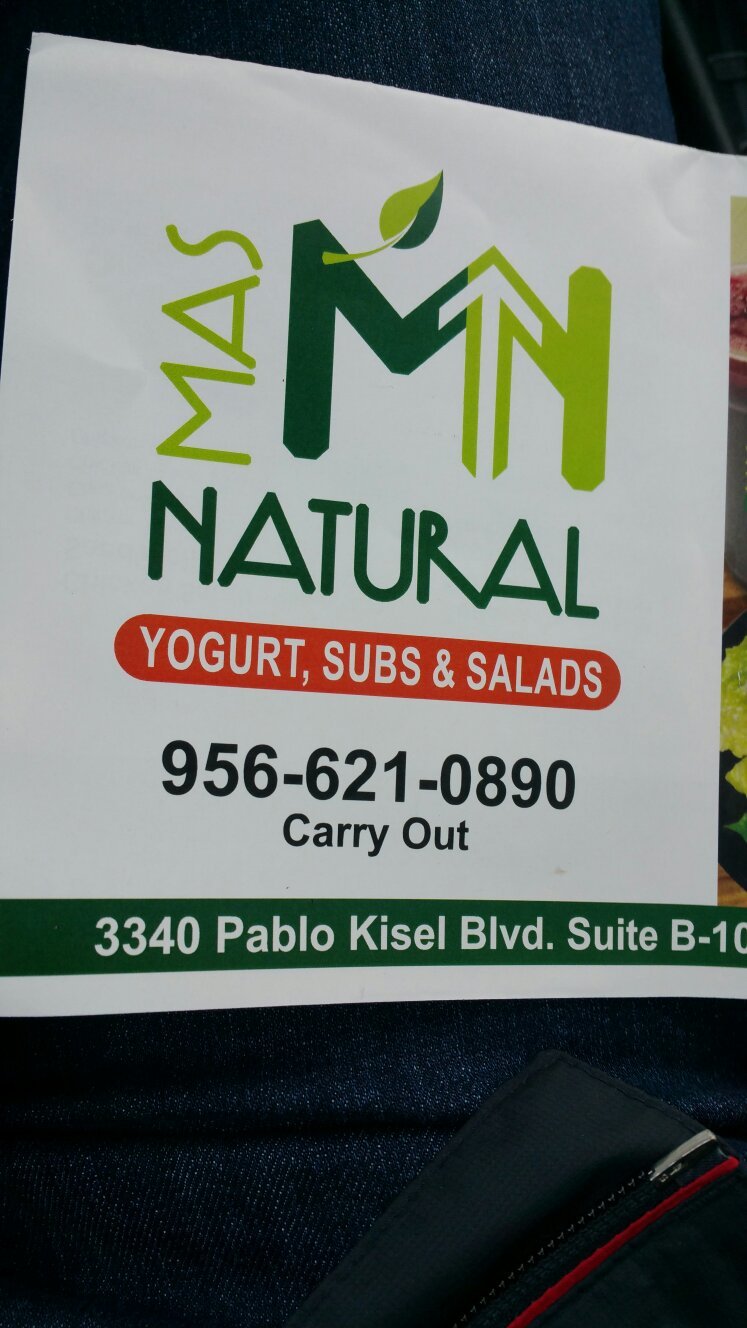 MAS
MN
NATURAL
YOGURT, SUBS & SALADS
956-621-0890
Carry Out
3340 Pablo Kisel Blvd. Suite B-10